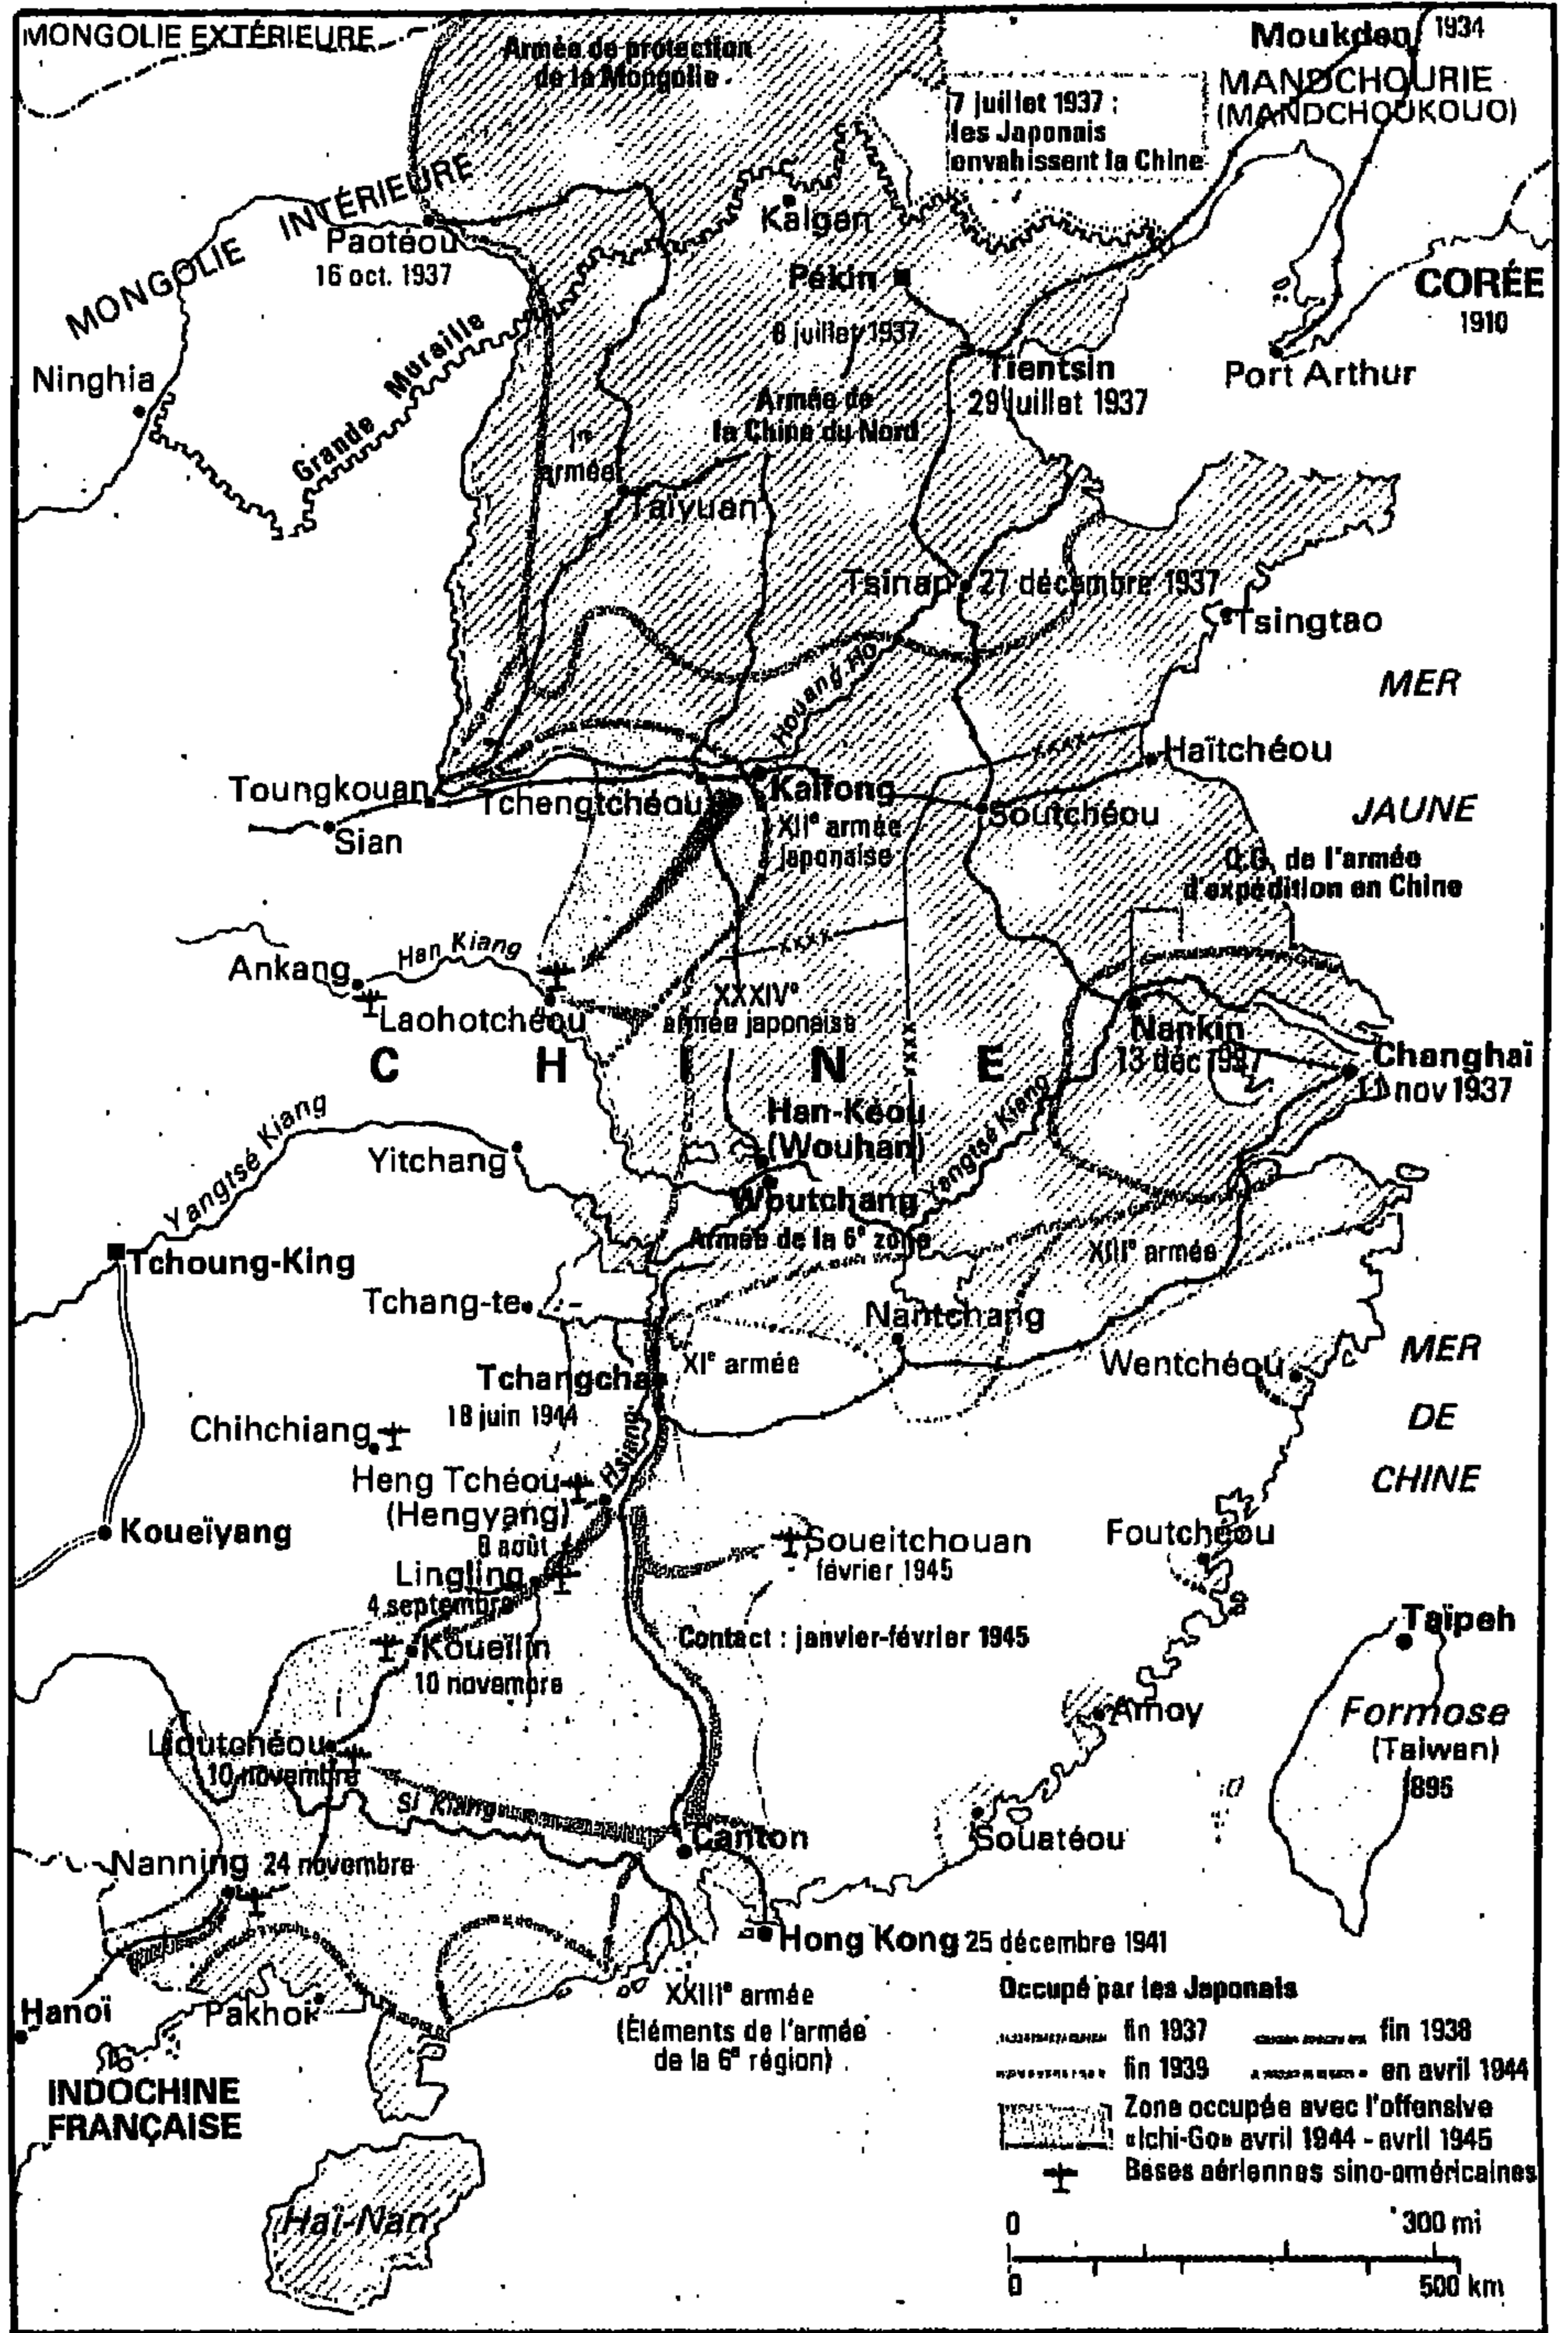 MONGOLIE EXTÉRIEURE
Armée de protection
de la Mongolie
Moukden 1934
MANDCHOURIE
(MANDCHOUKOUO)
7 juillet 1937 :
les Japonais
envahissent la Chine
MONGOLIE INTÉRIEURE
Paotéou
16 oct. 1937
Kalgan
Pékin
8 juillet 1937
CORÉE
1910
Ninghia
Grande Muraille
Tientsin
29 juillet 1937
Port Arthur
Armée de
la Chine du Nord
armée
Taïyuan
Tsinan 27 décembre 1937
Tsingtao
MER
JAUNE
Houang Ho
Haïtchéou
Toungkouan
Tchengtchéou
Kaïfong
Soutchéou
Sian
XIIe armée
japonaise
Q.G. de l'armée
d'expédition en Chine
Ankang
Han Kiang
Laohotchéou
XXXIVe
armée japonaise
Nankin
13 déc 1937
CHINE
Changhaï
11 nov 1937
Yangtsé Kiang
Yitchang
Han-Kéou
(Wouhan)
Yangtsé Kiang
Woutchang
Armée de la 6e zone
XIIIe armée
Tchoung-King
Tchang-te
Nantchang
Tchangcha
18 juin 1944
XIe armée
Wentchéou
MER
DE
CHINE
Chihchiang
Hsiang
Heng Tchéou
(Hengyang)
8 août
Koueïyang
Soueitchouan
février 1945
Foutchéou
Lingling
4 septembre
Contact : janvier-février 1945
Koueïlin
10 novembre
Taïpeh
Amoy
Formose
(Taiwan)
1895
Lioutchéou
10 novembre
Si Kiang
Canton
Souatéou
Nanning 24 novembre
Hong Kong 25 décembre 1941
Hanoï
Pakhoï
XXIIIe armée
(Éléments de l'armée
de la 6e région)
INDOCHINE
FRANÇAISE
Haï-Nan
Occupé par les Japonais
fin 1937
fin 1938
fin 1939
en avril 1944
Zone occupée avec l'offensive
«Ichi-Go» avril 1944 - avril 1945
Bases aériennes sino-américaines
0 300 mi
0 500 km